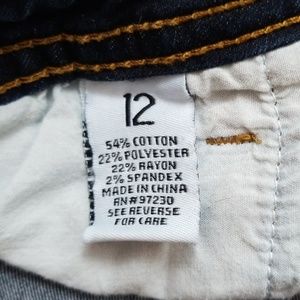 12
54% COTTON
22% POLYESTER
22% RAYON
2% SPANDEX
MADE IN CHINA
RN#97230
SEE REVERSE
FOR CARE